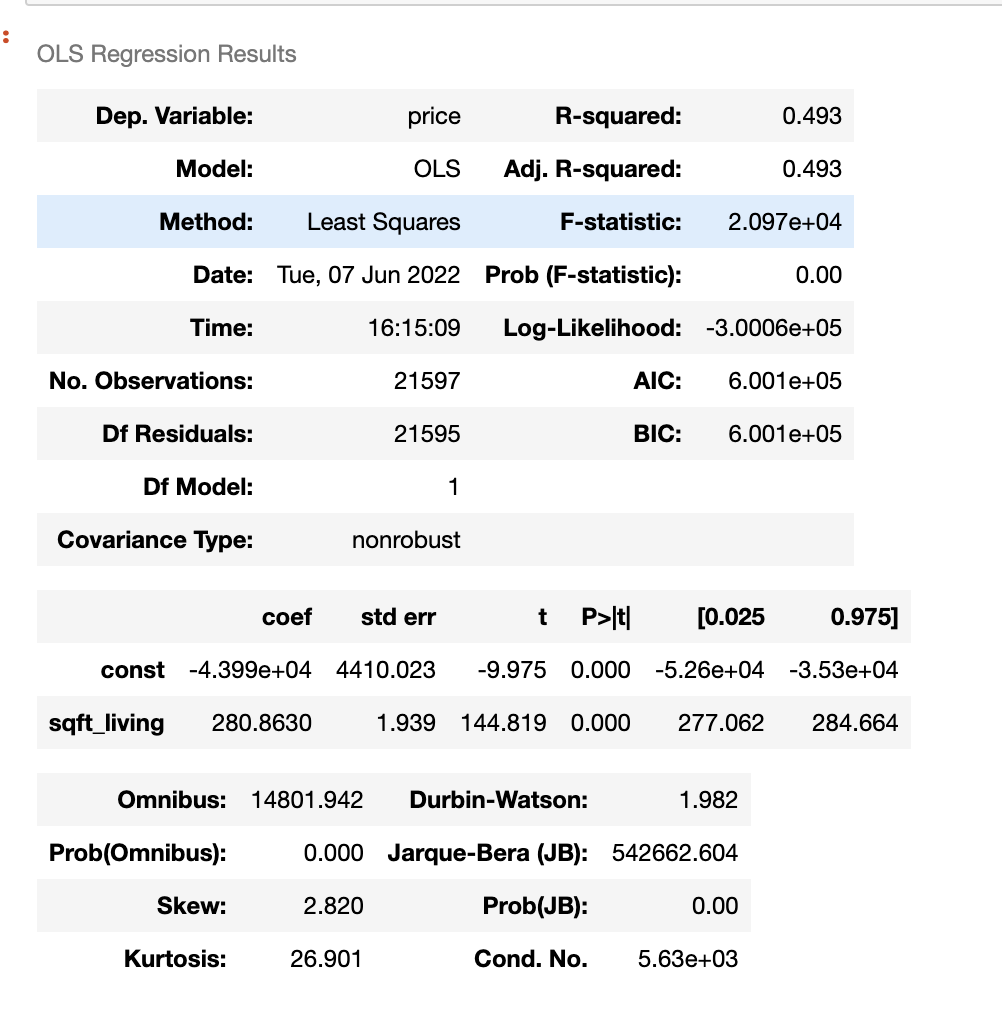 OLS Regression Results
Dep. Variable: price R-squared: 0.493
Model: OLS Adj. R-squared: 0.493
Method: Least Squares F-statistic: 2.097e+04
Date: Tue, 07 Jun 2022 Prob (F-statistic): 0.00
Time: 16:15:09 Log-Likelihood: -3.0006e+05
No. Observations: 21597 AIC: 6.001e+05
Df Residuals: 21595 BIC: 6.001e+05
Df Model: 1
Covariance Type: nonrobust
coef std err t P>|t| [0.025 0.975]
const -4.399e+04 4410.023 -9.975 0.000 -5.26e+04 -3.53e+04
sqft_living 280.8630 1.939 144.819 0.000 277.062 284.664
Omnibus: 14801.942 Durbin-Watson: 1.982
Prob(Omnibus): 0.000 Jarque-Bera (JB): 542662.604
Skew: 2.820 Prob(JB): 0.00
Kurtosis: 26.901 Cond. No. 5.63e+03